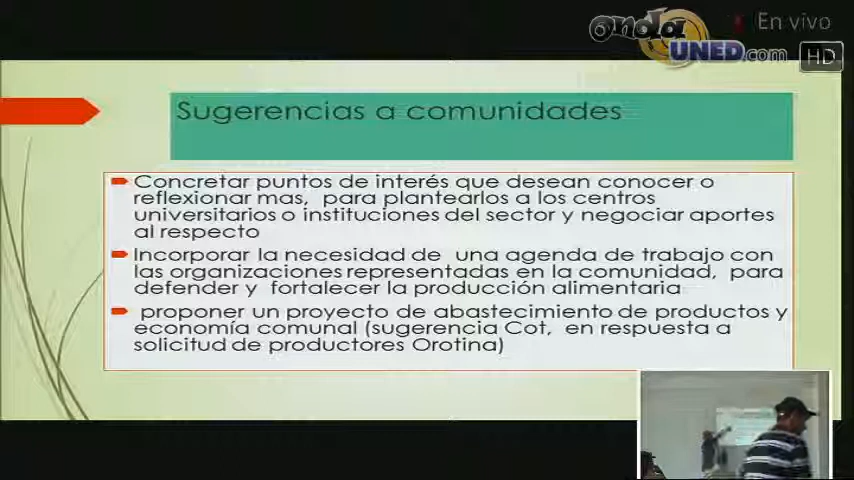 En vivo
onda
UNED.com
HD
Sugerencias a comunidades
Concretar puntos de interés que desean conocer o
reflexionar mas, para plantearlos a los centros
universitarios o instituciones del sector y negociar aportes
al respecto
Incorporar la necesidad de una agenda de trabajo con
las organizaciones representadas en la comunidad, para
defender y fortalecer la producción alimentaria
proponer un proyecto de abastecimiento de productos y
economía comunal (sugerencia Cot, en respuesta a
solicitud de productores Orotina)